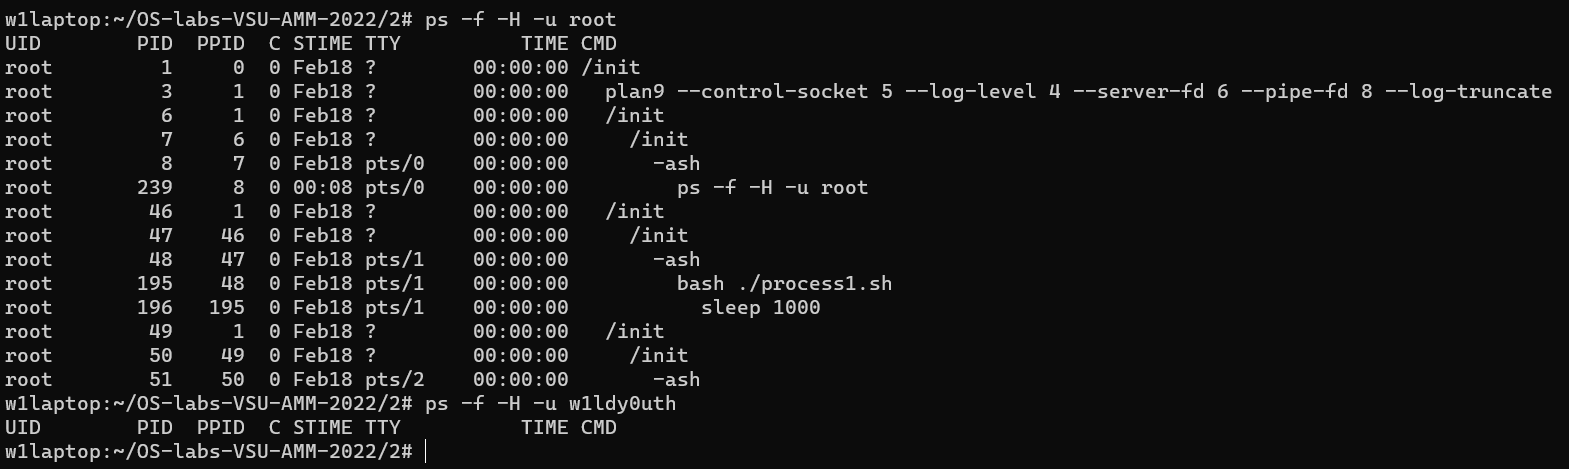 w1laptop:~/OS-labs-VSU-AMM-2022/2# ps -f -H -u root
UID        PID  PPID  C STIME TTY          TIME CMD
root         1     0  0 Feb18 ?        00:00:00 /init
root         3     1  0 Feb18 ?        00:00:00   plan9 --control-socket 5 --log-level 4 --server-fd 6 --pipe-fd 8 --log-truncate
root         6     1  0 Feb18 ?        00:00:00   /init
root         7     6  0 Feb18 ?        00:00:00     /init
root         8     7  0 Feb18 pts/0    00:00:00       -ash
root       239     8  0 00:08 pts/0    00:00:00         ps -f -H -u root
root        46     1  0 Feb18 ?        00:00:00   /init
root        47    46  0 Feb18 ?        00:00:00     /init
root        48    47  0 Feb18 pts/1    00:00:00       -ash
root       195    48  0 Feb18 pts/1    00:00:00         bash ./process1.sh
root       196   195  0 Feb18 pts/1    00:00:00           sleep 1000
root        49     1  0 Feb18 ?        00:00:00   /init
root        50    49  0 Feb18 ?        00:00:00     /init
root        51    50  0 Feb18 pts/2    00:00:00       -ash
w1laptop:~/OS-labs-VSU-AMM-2022/2# ps -f -H -u w1ldy0uth
UID        PID  PPID  C STIME TTY          TIME CMD
w1laptop:~/OS-labs-VSU-AMM-2022/2#